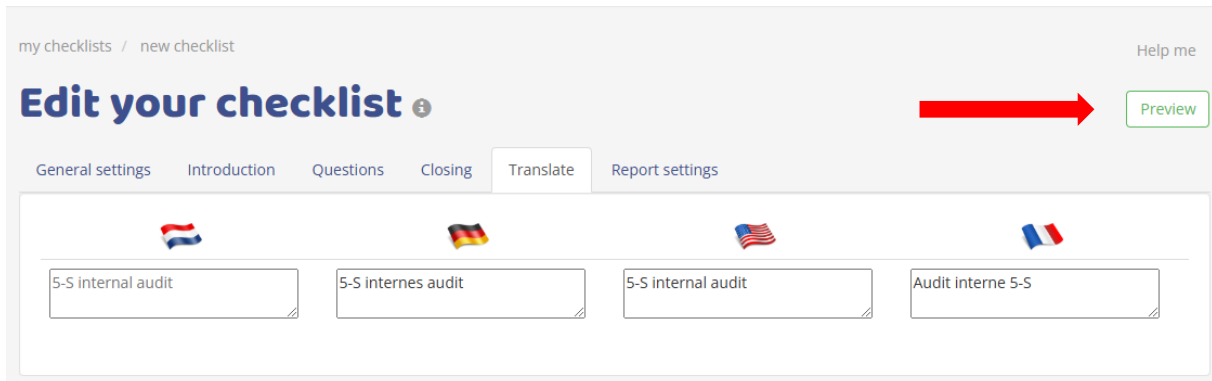 my checklists / new checklist
Help me
Edit your checklist
Preview
General settings Introduction Questions Closing Translate Report settings
5-S internal audit 5-S internes audit 5-S internal audit Audit interne 5-S